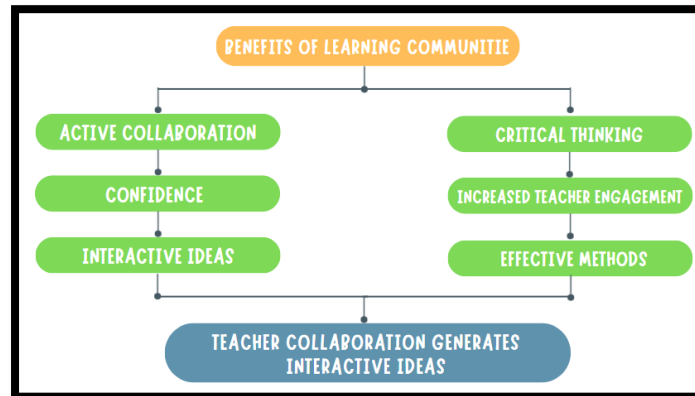 BENEFITS OF LEARNING COMMUNITIE
ACTIVE COLLABORATION
CONFIDENCE
INTERACTIVE IDEAS
CRITICAL THINKING
INCREASED TEACHER ENGAGEMENT
EFFECTIVE METHODS
TEACHER COLLABORATION GENERATES
INTERACTIVE IDEAS